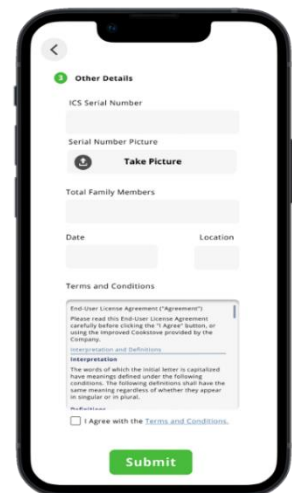 3 Other Details
ICS Serial Number
Serial Number Picture
Take Picture
Total Family Members
Date Location
Terms and Conditions
End-User License Agreement ("Agreement")
Please read this End-User License Agreement
carefully before clicking the "I Agree" button, or
using the Improved Cookstove provided by the
Company.
Interpretation and Definitions
Interpretation
The words of which the initial letter is capitalized
have meanings defined under the following
conditions. The following definitions shall have the
same meaning regardless of whether they appear
in singular or in plural.
Definitions
I Agree with the Terms and Conditions.
Submit